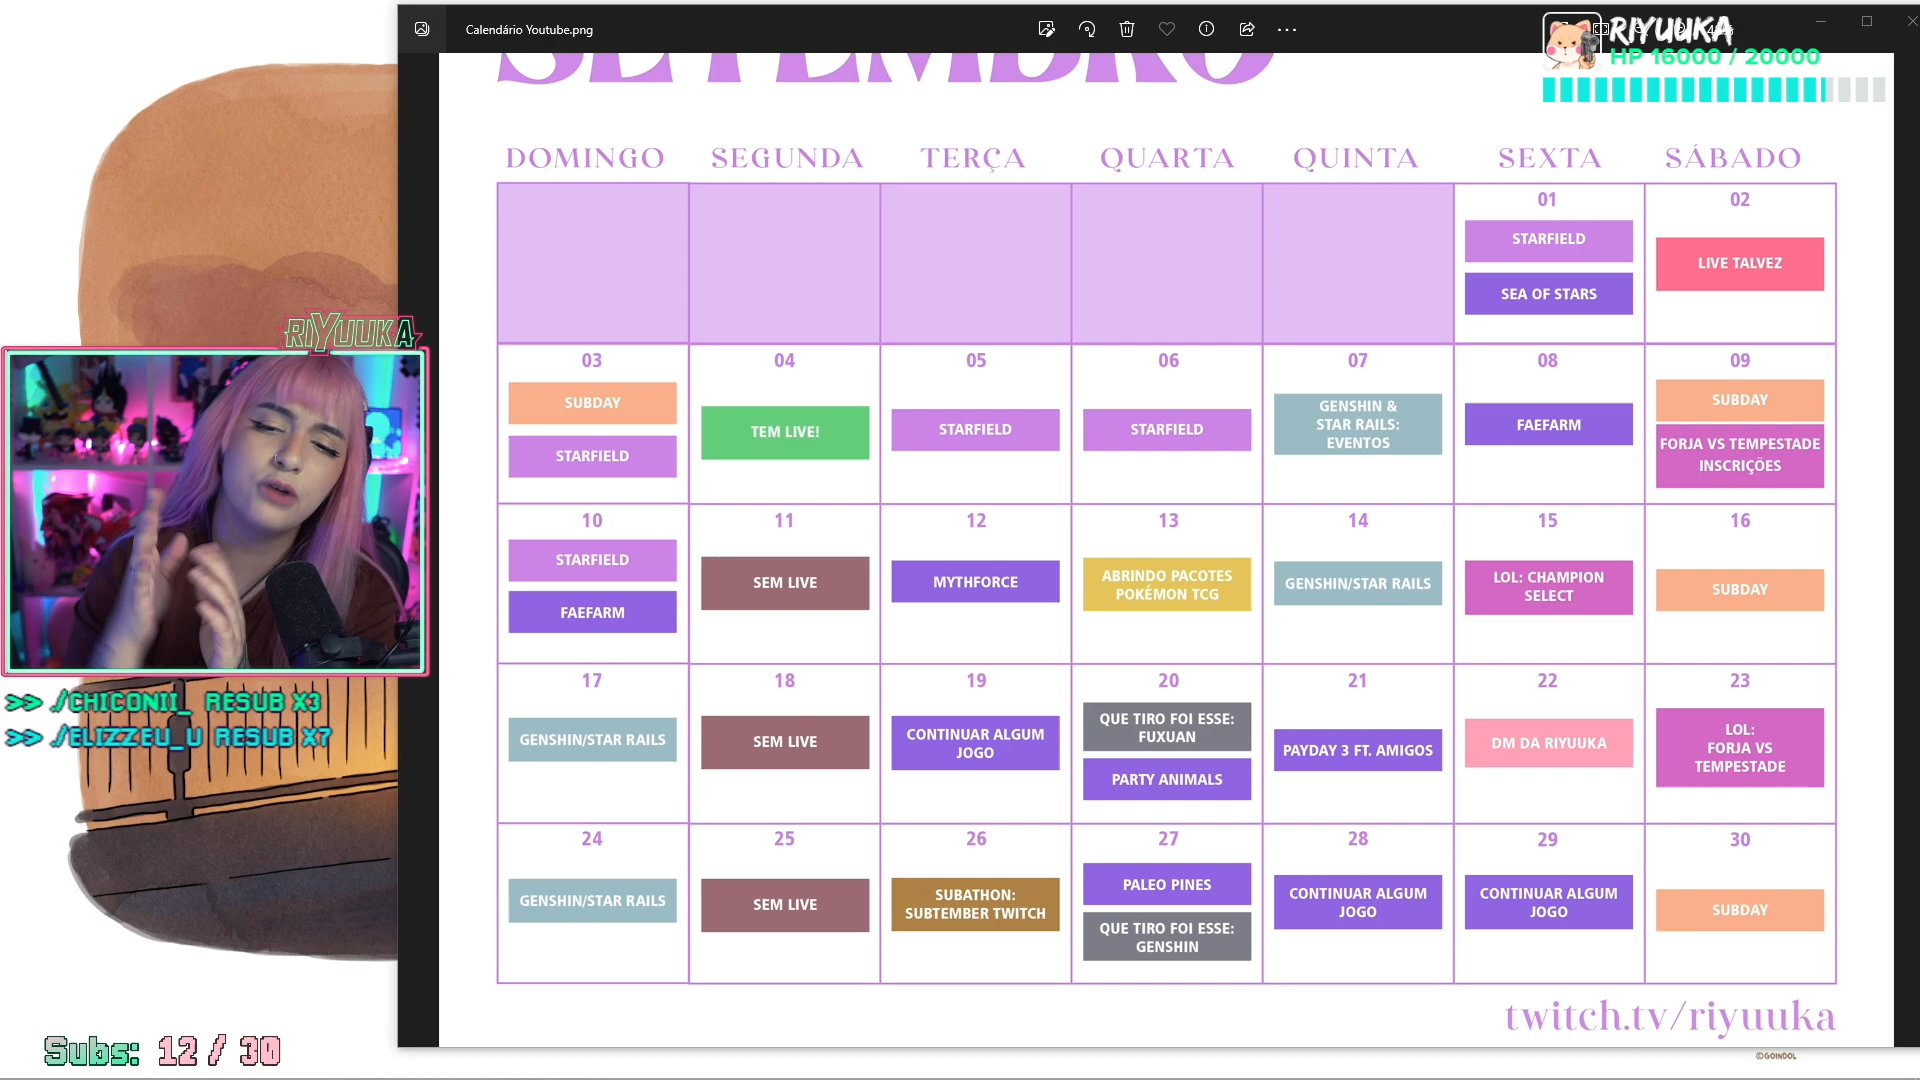 Calendário Youtube.png
RIYUUKA
HP 16000 / 20000
SETEMBRO
DOMINGO SEGUNDA TERÇA QUARTA QUINTA SEXTA SÁBADO
01 02
STARFIELD
SEA OF STARS
LIVE TALVEZ
03 04 05 06 07 08 09
SUBDAY
STARFIELD
TEM LIVE!
STARFIELD
STARFIELD
GENSHIN &
STAR RAILS:
EVENTOS
FAEFARM
SUBDAY
FORJA VS TEMPESTADE
INSCRIÇÕES
10 11 12 13 14 15 16
STARFIELD
FAEFARM
SEM LIVE
MYTHFORCE
ABRINDO PACOTES
POKÉMON TCG
GENSHIN/STAR RAILS
LOL: CHAMPION
SELECT
SUBDAY
17 18 19 20 21 22 23
GENSHIN/STAR RAILS
SEM LIVE
CONTINUAR ALGUM
JOGO
QUE TIRO FOI ESSE:
FUXUAN
PARTY ANIMALS
PAYDAY 3 FT. AMIGOS
DM DA RIYUUKA
LOL:
FORJA VS
TEMPESTADE
24 25 26 27 28 29 30
GENSHIN/STAR RAILS
SEM LIVE
SUBATHON:
SUBTEMBER TWITCH
PALEO PINES
QUE TIRO FOI ESSE:
GENSHIN
CONTINUAR ALGUM
JOGO
CONTINUAR ALGUM
JOGO
SUBDAY
twitch.tv/riyuuka
©GOINDOL
RIYUUKA
>> ./CHICONII_ RESUB X3
>> ./ELIZZEU_U RESUB X7
Subs: 12 / 30